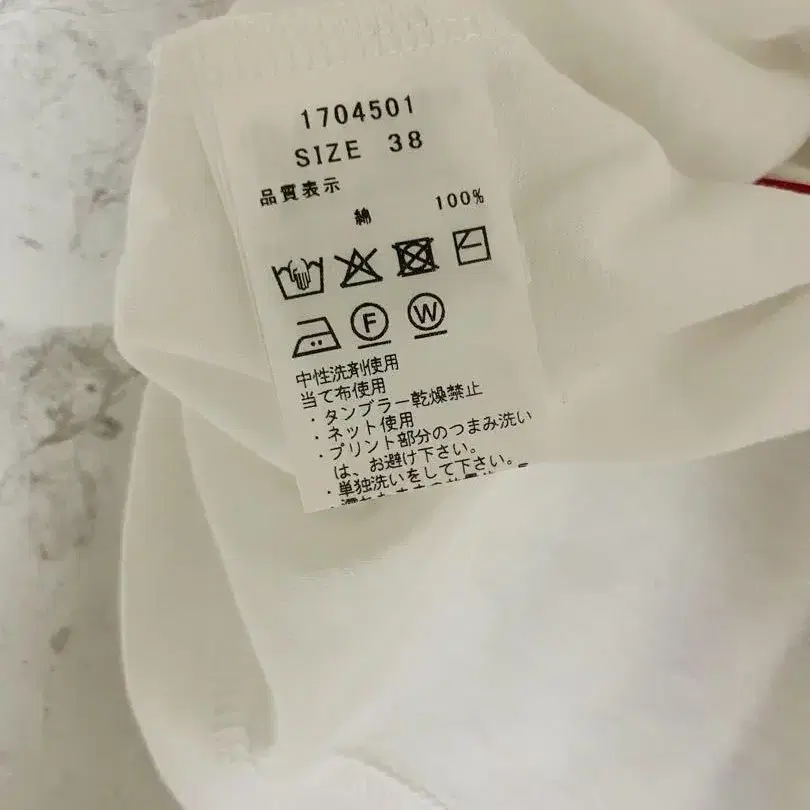 1704501
SIZE 38
品質表示
綿 100%
F W
中性洗剤使用
当て布使用
・タンブラー乾燥禁止
・ネット使用
・プリント部分のつまみ洗い
は、お避け下さい。
・単独洗いをして下さい。